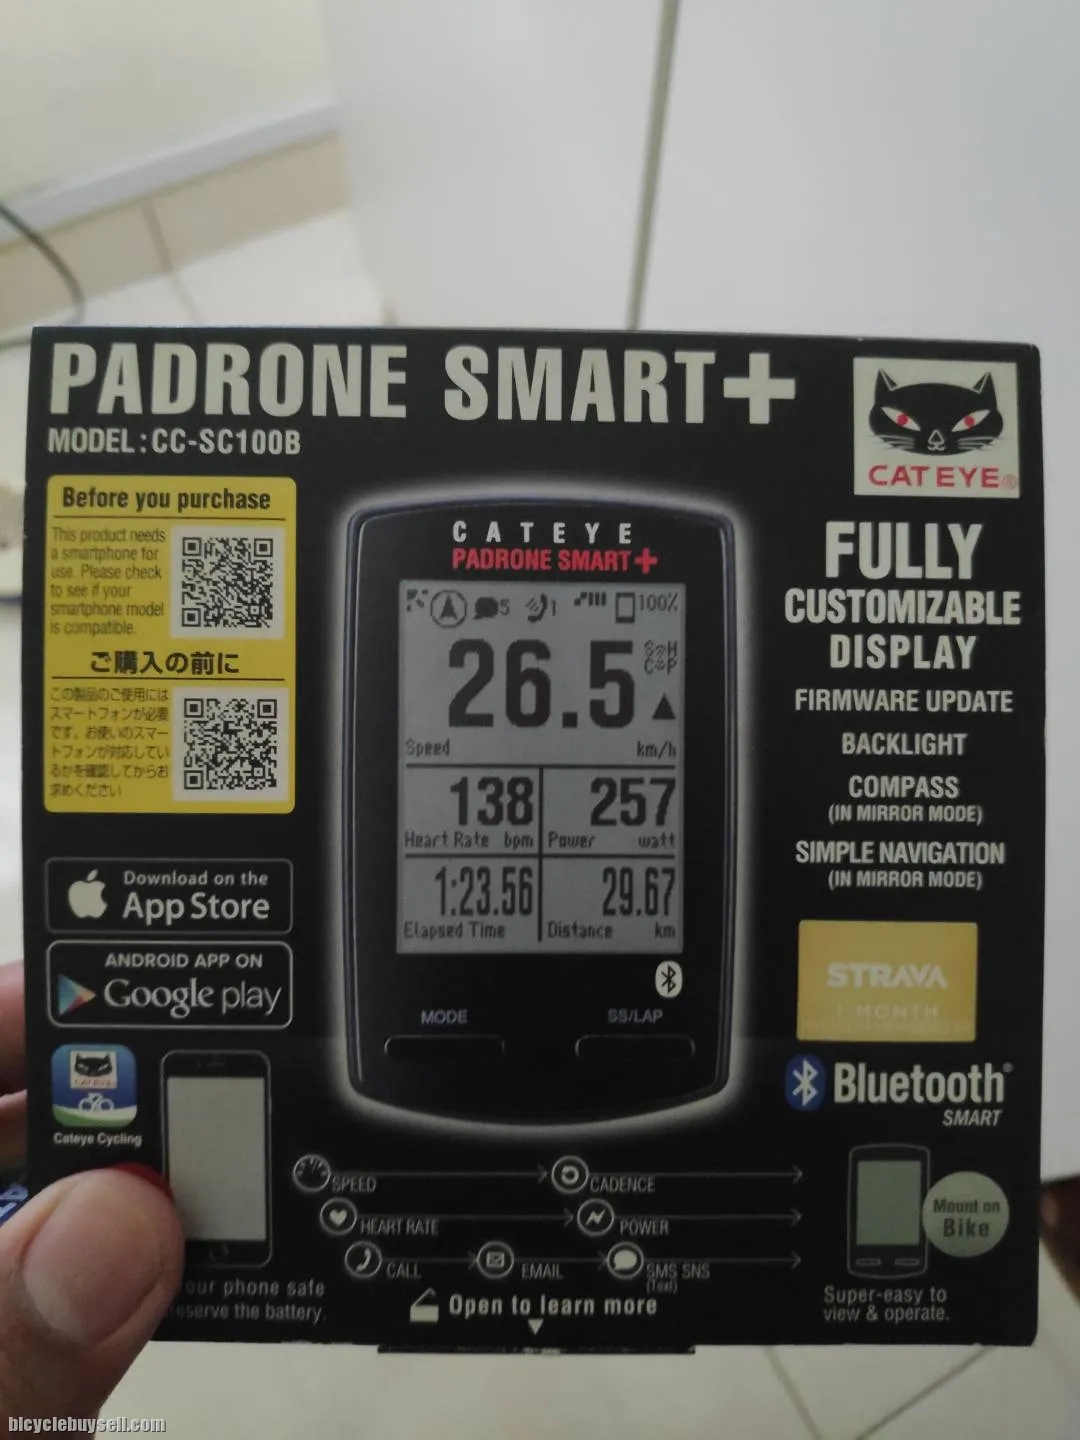 PADRONE SMART+
MODEL:CC-SC100B
CATEYE®
Before you purchase
This product needs
a smartphone for
use. Please check
to see if your
smartphone model
is compatible.
ご購入の前に
この製品のご使用には
スマートフォンが必要
です。お使いのスマー
トフォンが対応してい
るかを確認してからお
求めください
Download on the
App Store
ANDROID APP ON
Google play
CATEYE
Cateye Cycling
CATEYE
PADRONE SMART+
5
1
100%
26.5
S H
C P
Speed km/h
138
Heart Rate bpm
257
Power watt
1:23.56
Elapsed Time
29.67
Distance km
MODE
SS/LAP
FULLY
CUSTOMIZABLE
DISPLAY
FIRMWARE UPDATE
BACKLIGHT
COMPASS
(IN MIRROR MODE)
SIMPLE NAVIGATION
(IN MIRROR MODE)
STRAVA
1-MONTH
Bluetooth®
SMART
SPEED
CADENCE
HEART RATE
POWER
CALL
EMAIL
SMS SNS
(Text)
Open to learn more
our phone safe
eserve the battery.
Mount on
Bike
Super-easy to
view & operate.
bicyclebuysell.com